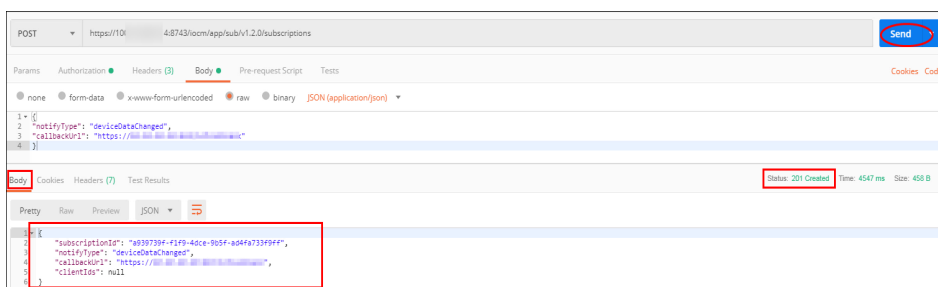 POST https://10 4:8743/iocm/app/sub/v1.2.0/subscriptions Send
Params Authorization Headers (3) Body Pre-request Script Tests Cookies Cod
none form-data x-www-form-urlencoded raw binary JSON (application/json)
1 {
2 "notifyType": "deviceDataChanged",
3 "callbackUrl": "https://
4 }
Body Cookies Headers (7) Test Results Status: 201 Created Time: 4547 ms Size: 458 B
Pretty Raw Preview JSON
1 {
2 "subscriptionId": "a939739f-f1f9-4dce-9b5f-ad4fa733f9ff",
3 "notifyType": "deviceDataChanged",
4 "callbackUrl": "https:// ",
5 "clientIds": null
6 }